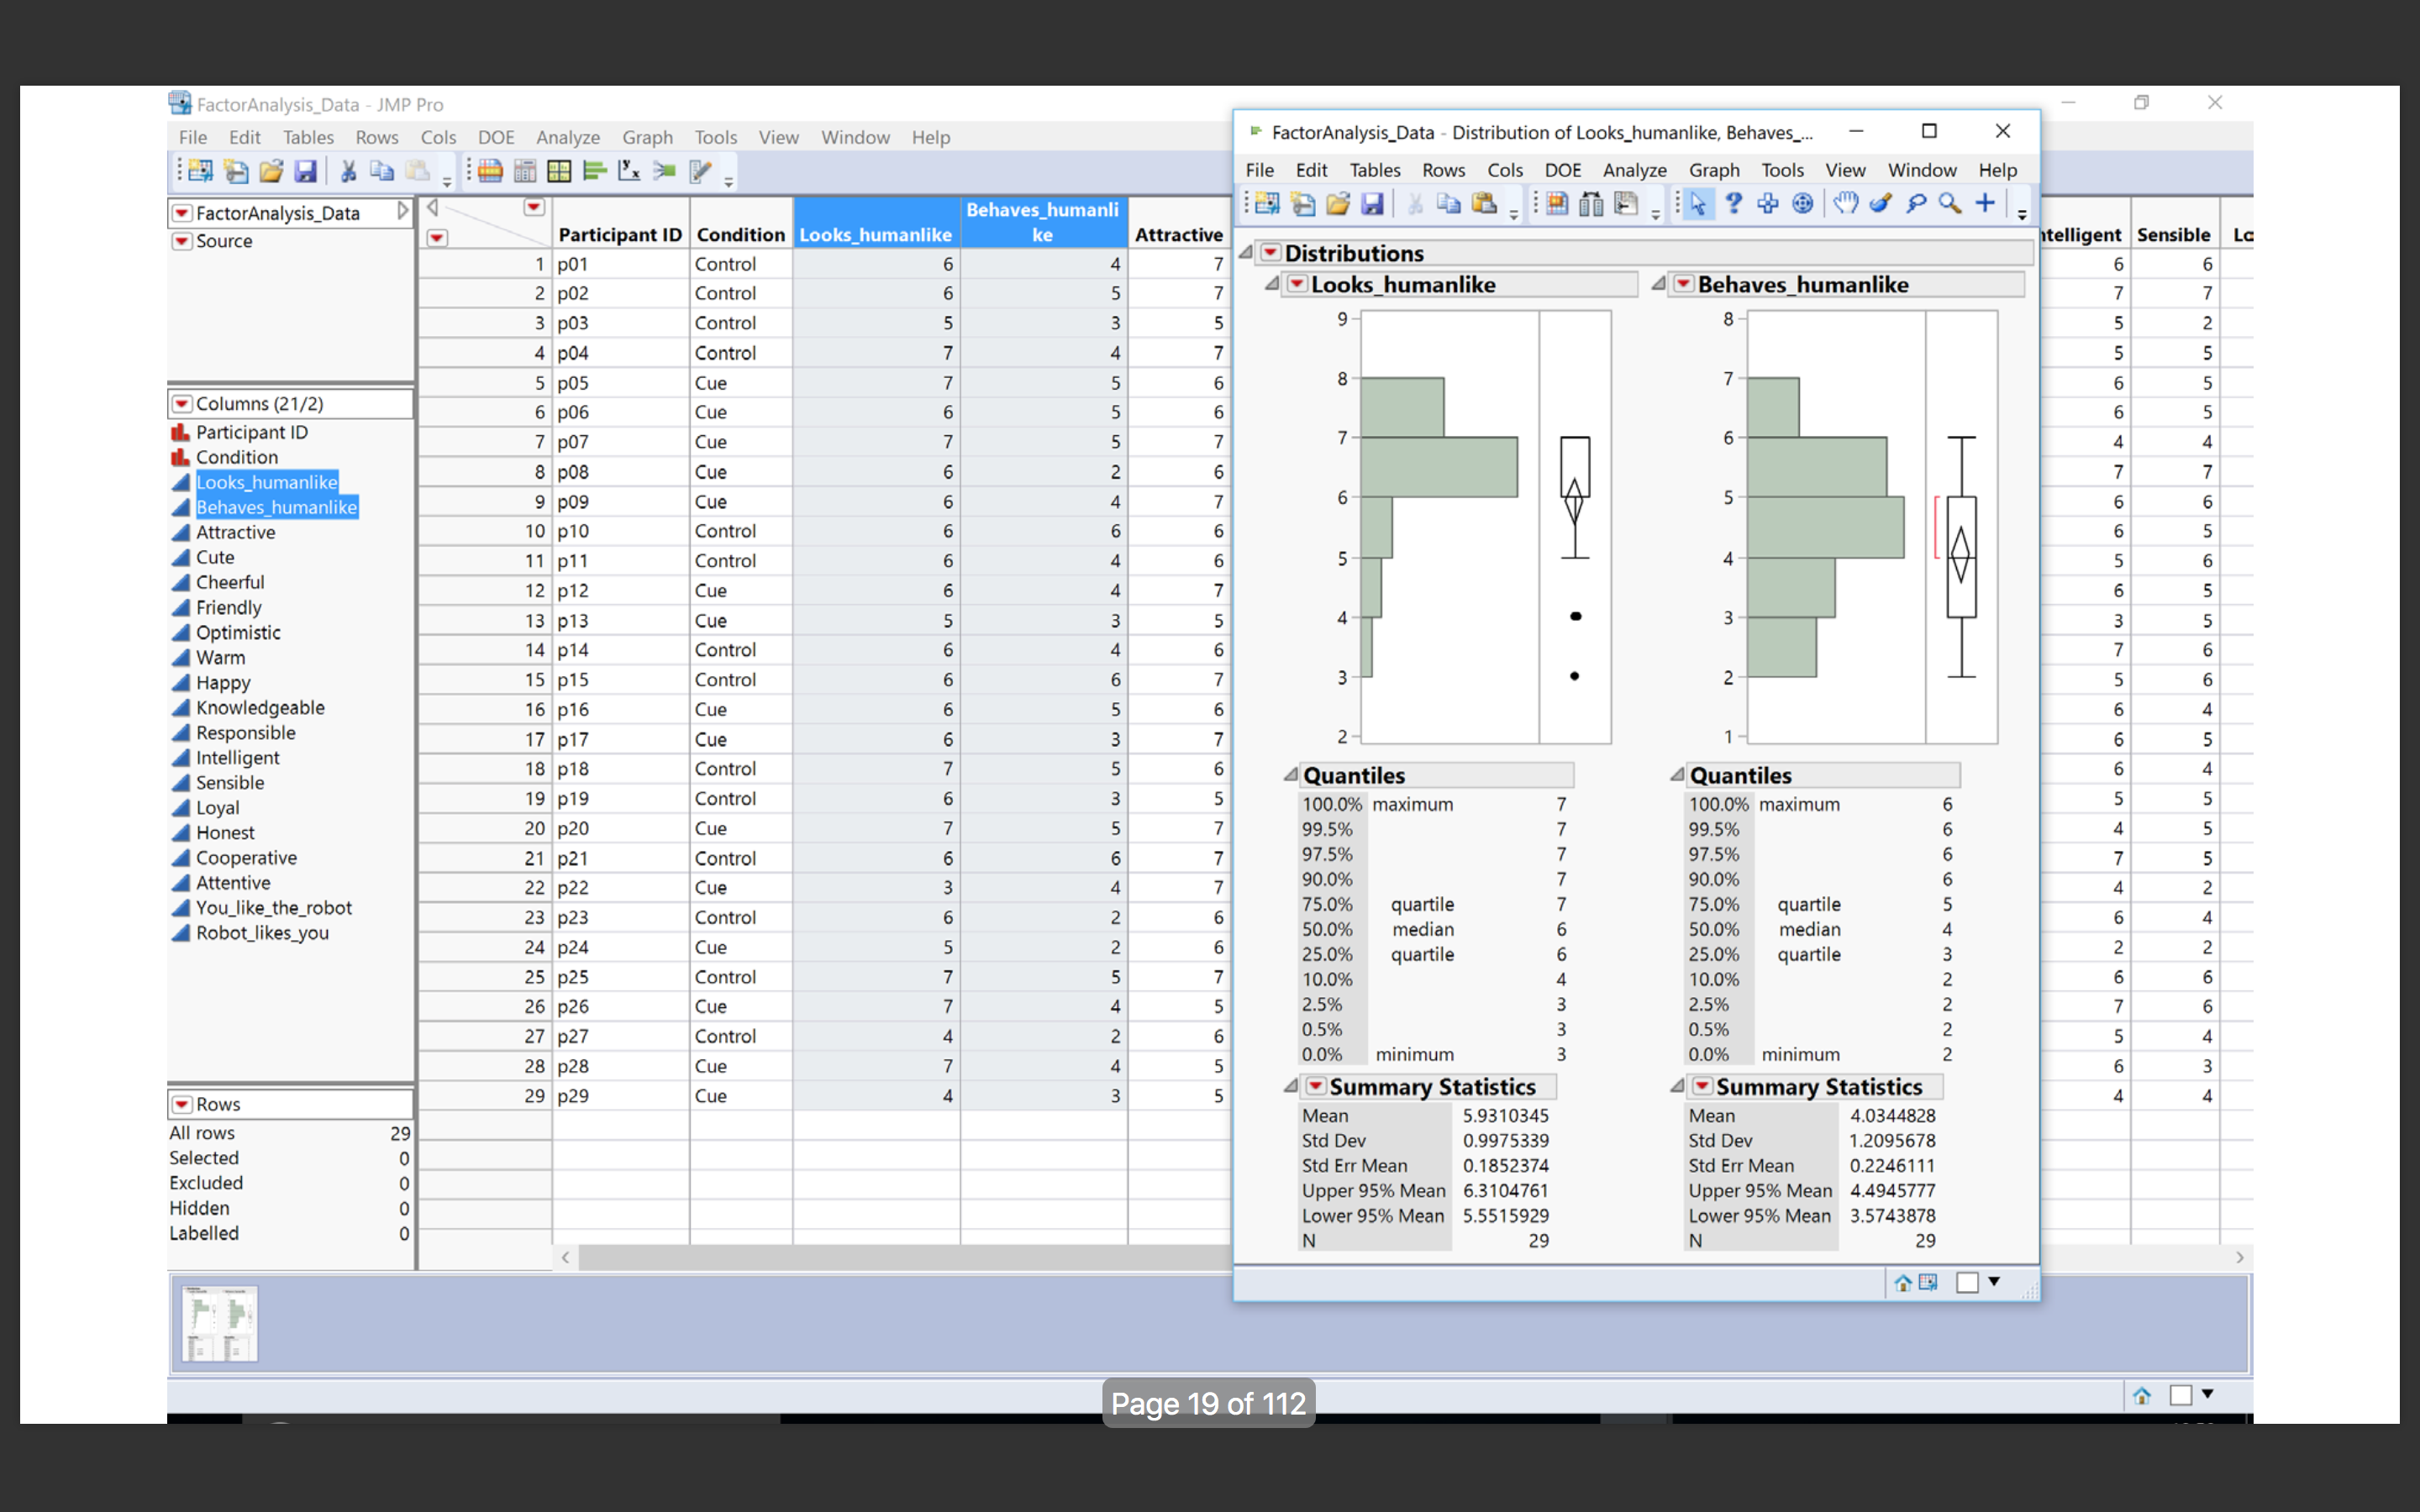 FactorAnalysis_Data - JMP Pro
File Edit Tables Rows Cols DOE Analyze Graph Tools View Window Help
FactorAnalysis_Data
Source
Columns (21/2)
Participant ID
Condition
Looks_humanlike
Behaves_humanlike
Attractive
Cute
Cheerful
Friendly
Optimistic
Warm
Happy
Knowledgeable
Responsible
Intelligent
Sensible
Loyal
Honest
Cooperative
Attentive
You_like_the_robot
Robot_likes_you
Rows
All rows 29
Selected 0
Excluded 0
Hidden 0
Labelled 0
Participant ID Condition Looks_humanlike Behaves_humanli
ke Attractive ntelligent Sensible
1 p01 Control 6 4 7 6 6
2 p02 Control 6 5 7 7 7
3 p03 Control 5 3 5 5 2
4 p04 Control 7 4 7 5 5
5 p05 Cue 7 5 6 6 5
6 p06 Cue 6 5 6 6 5
7 p07 Cue 7 5 7 4 4
8 p08 Cue 6 2 6 7 7
9 p09 Cue 6 4 7 6 6
10 p10 Control 6 6 6 6 5
11 p11 Control 6 4 6 5 6
12 p12 Cue 6 4 7 6 5
13 p13 Cue 5 3 5 3 5
14 p14 Control 6 4 6 7 6
15 p15 Control 6 6 7 5 6
16 p16 Cue 6 5 6 6 4
17 p17 Cue 6 3 7 6 5
18 p18 Control 7 5 6 6 4
19 p19 Control 6 3 5 5 5
20 p20 Cue 7 5 7 4 5
21 p21 Control 6 6 7 7 5
22 p22 Cue 3 4 7 4 2
23 p23 Control 6 2 6 6 4
24 p24 Cue 5 2 6 2 2
25 p25 Control 7 5 7 6 6
26 p26 Cue 7 4 5 7 6
27 p27 Control 4 2 6 5 4
28 p28 Cue 7 4 5 6 3
29 p29 Cue 4 3 5 4 4
FactorAnalysis_Data - Distribution of Looks_humanlike, Behaves_...
File Edit Tables Rows Cols DOE Analyze Graph Tools View Window Help
Distributions
Looks_humanlike
9
8
7
6
5
4
3
2
Quantiles
100.0% maximum 7
99.5% 7
97.5% 7
90.0% 7
75.0% quartile 7
50.0% median 6
25.0% quartile 6
10.0% 4
2.5% 3
0.5% 3
0.0% minimum 3
Summary Statistics
Mean 5.9310345
Std Dev 0.9975339
Std Err Mean 0.1852374
Upper 95% Mean 6.3104761
Lower 95% Mean 5.5515929
N 29
Behaves_humanlike
8
7
6
5
4
3
2
1
Quantiles
100.0% maximum 6
99.5% 6
97.5% 6
90.0% 6
75.0% quartile 5
50.0% median 4
25.0% quartile 3
10.0% 2
2.5% 2
0.5% 2
0.0% minimum 2
Summary Statistics
Mean 4.0344828
Std Dev 1.2095678
Std Err Mean 0.2246111
Upper 95% Mean 4.4945777
Lower 95% Mean 3.5743878
N 29
Page 19 of 112